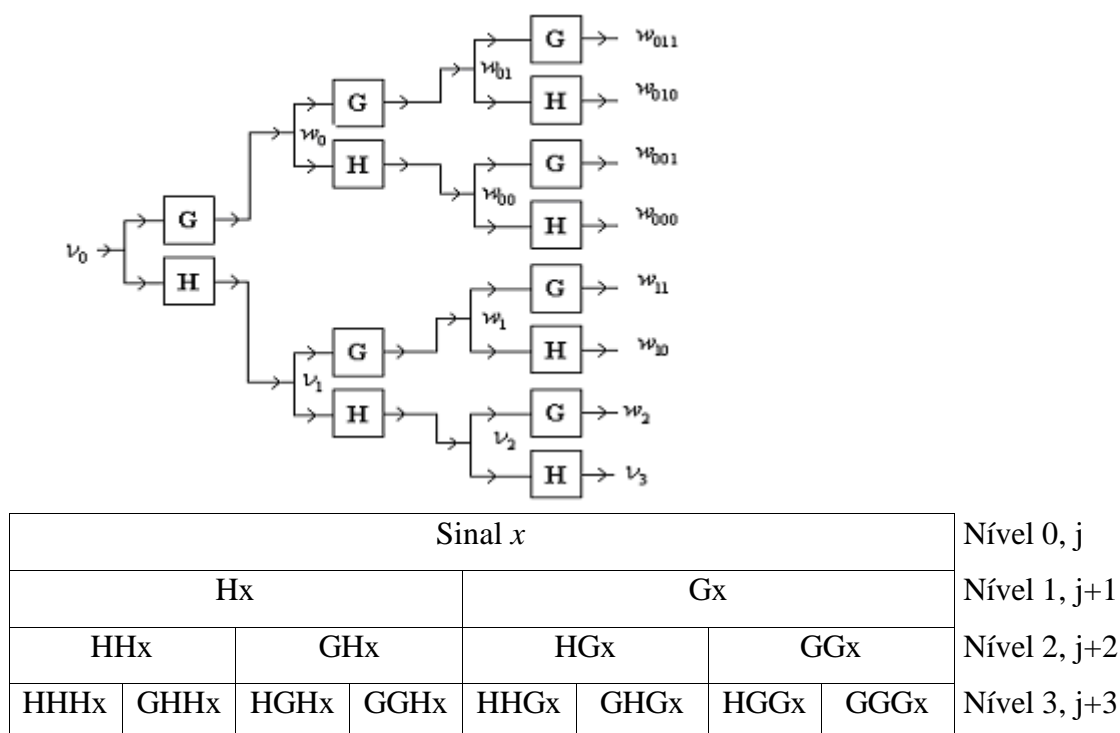 G w₀₁₁
w₀₁
H w₀₁₀
G
w₀
H
G w₀₀₁
w₀₀
H w₀₀₀
G
ν₀
H
G w₁₁
w₁
H w₁₀
G
ν₁
H
G w₂
ν₂
H ν₃
Sinal x Nível 0, j
Hx Gx Nível 1, j+1
HHx GHx HGx GGx Nível 2, j+2
HHHx GHHx HGHx GGHx HHGx GHGx HGGx GGGx Nível 3, j+3